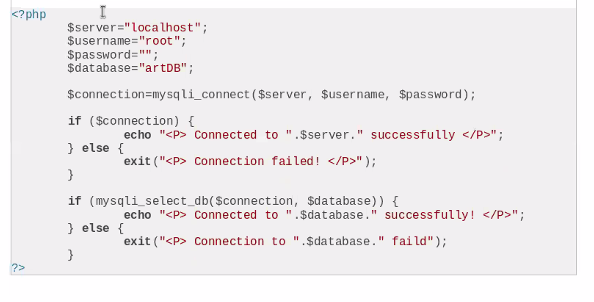 <?php
$server="localhost";
$username="root";
$password="";
$database="artDB";
$connection=mysqli_connect($server, $username, $password);
if ($connection) {
echo "<P> Connected to ".$server." successfully </P>";
} else {
exit("<P> Connection failed! </P>");
}
if (mysqli_select_db($connection, $database)) {
echo "<P> Connected to ".$database." successfully! </P>";
} else {
exit("<P> Connection to ".$database." faild");
}
?>